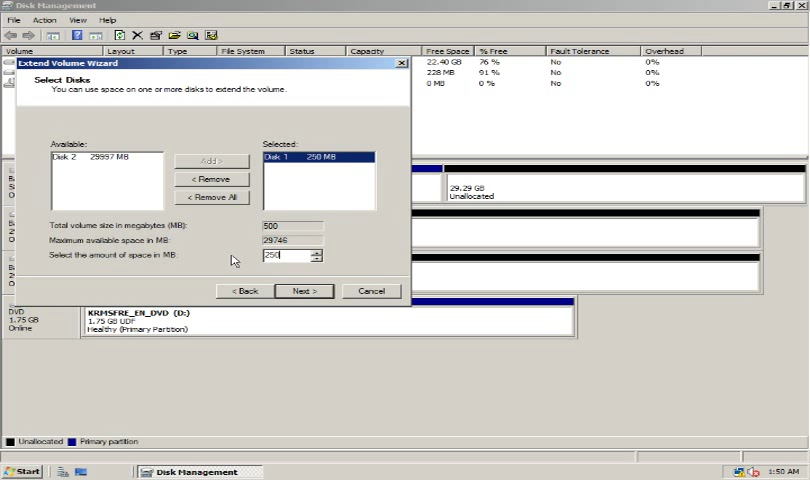 Disk Management
File Action View Help
Volume Layout Type File System Status Capacity Free Space % Free Fault Tolerance Overhead
22.40 GB 76 % No 0%
228 MB 91 % No 0%
0 MB 0 % No 0%
Extend Volume Wizard
Select Disks
You can use space on one or more disks to extend the volume.
Available:
Selected:
Disk 2 29997 MB
Disk 1 250 MB
Add >
< Remove
< Remove All
Total volume size in megabytes (MB): 500
Maximum available space in MB: 29746
Select the amount of space in MB: 250
< Back
Next >
Cancel
29.29 GB
Unallocated
DVD
1.75 GB
Online
KRMSFRE_EN_DVD (D:)
1.75 GB UDF
Healthy (Primary Partition)
Unallocated Primary partition
Start
Disk Management
1:50 AM